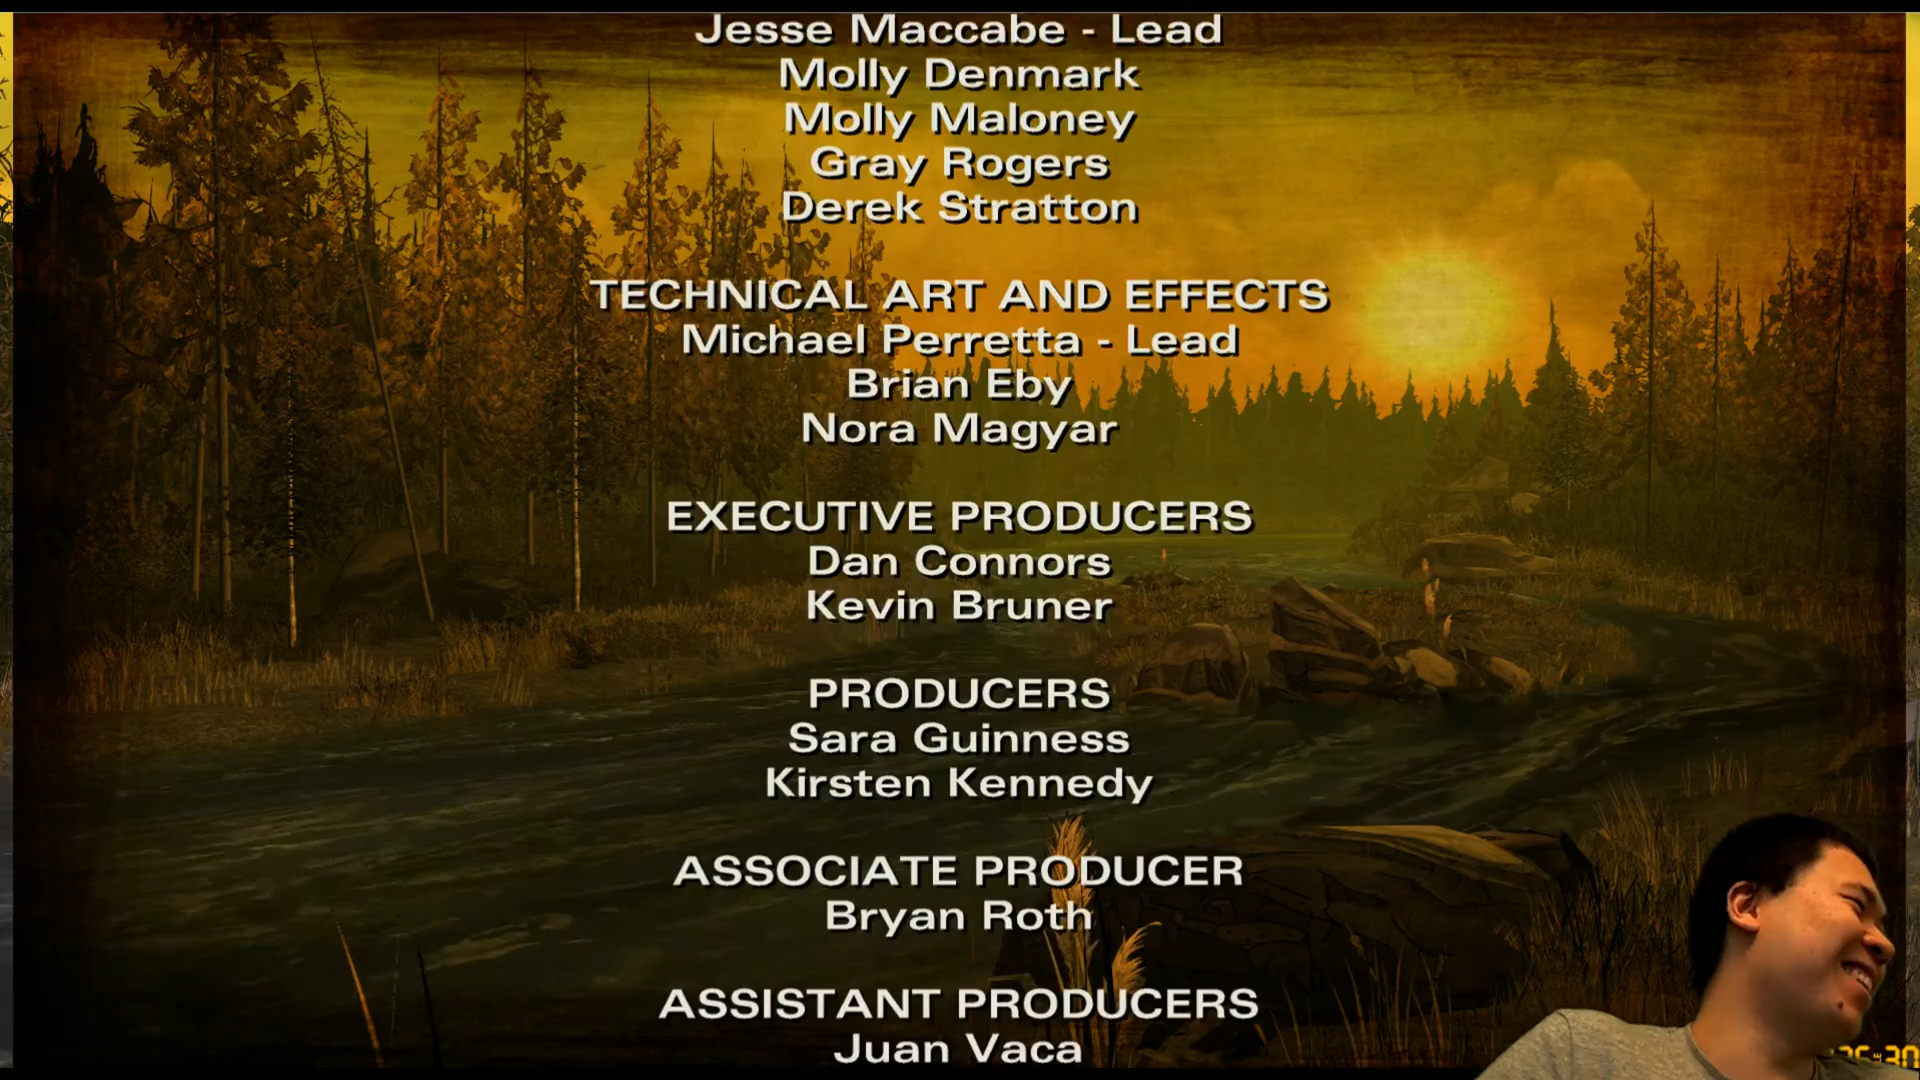 Jesse Maccabe - Lead
Molly Denmark
Molly Maloney
Gray Rogers
Derek Stratton
TECHNICAL ART AND EFFECTS
Michael Perretta - Lead
Brian Eby
Nora Magyar
EXECUTIVE PRODUCERS
Dan Connors
Kevin Bruner
PRODUCERS
Sara Guinness
Kirsten Kennedy
ASSOCIATE PRODUCER
Bryan Roth
ASSISTANT PRODUCERS
Juan Vaca